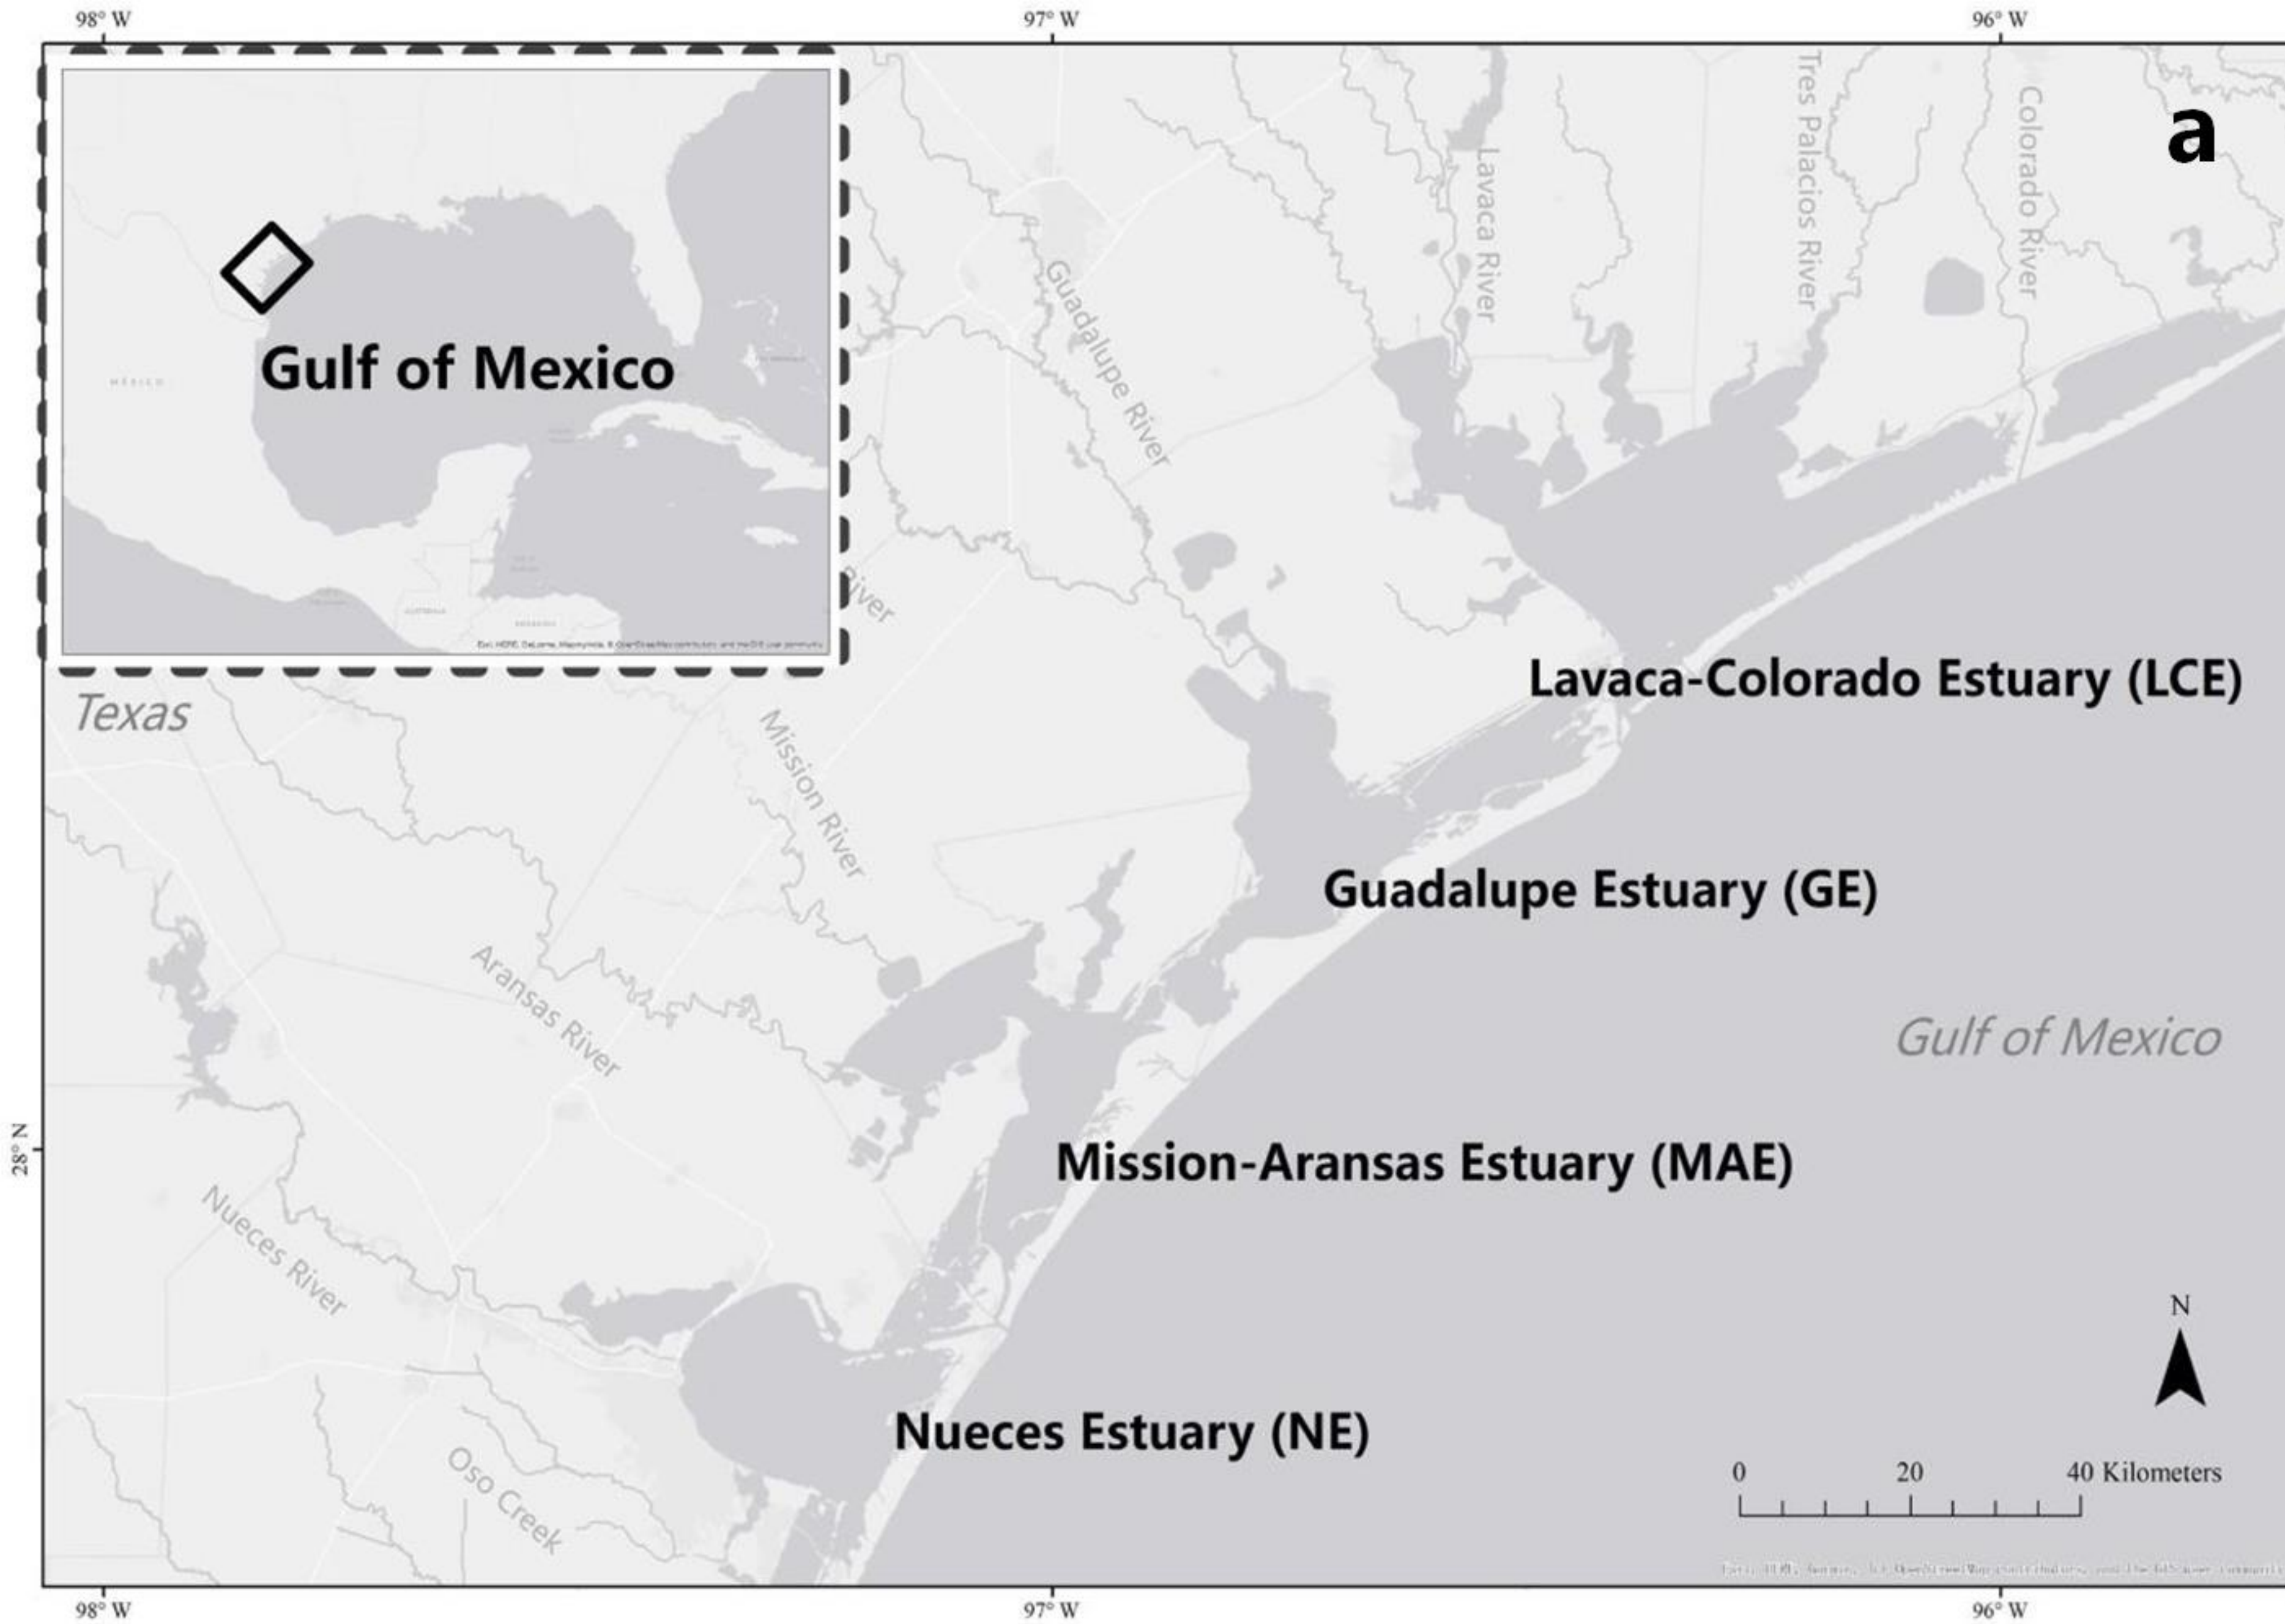 98° W
97° W
96° W
a
Tres Palacios River
Colorado River
Lavaca River
Guadalupe River
Gulf of Mexico
MÉXICO
River
Lavaca-Colorado Estuary (LCE)
Texas
Mission River
Guadalupe Estuary (GE)
Aransas River
Gulf of Mexico
28° N
Mission-Aransas Estuary (MAE)
Nueces River
N
Nueces Estuary (NE)
Oso Creek
0 20 40 Kilometers
98° W
97° W
96° W